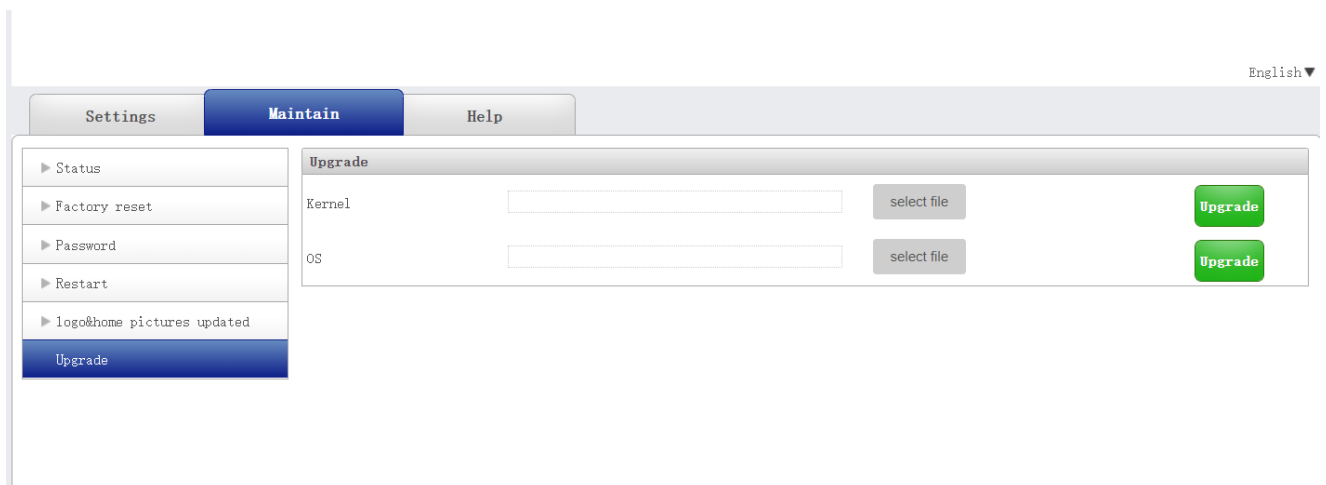 English▼
Settings Maintain Help
Status
Factory reset
Password
Restart
logo&home pictures updated
Upgrade
Upgrade
Kernel select file Upgrade
OS select file Upgrade